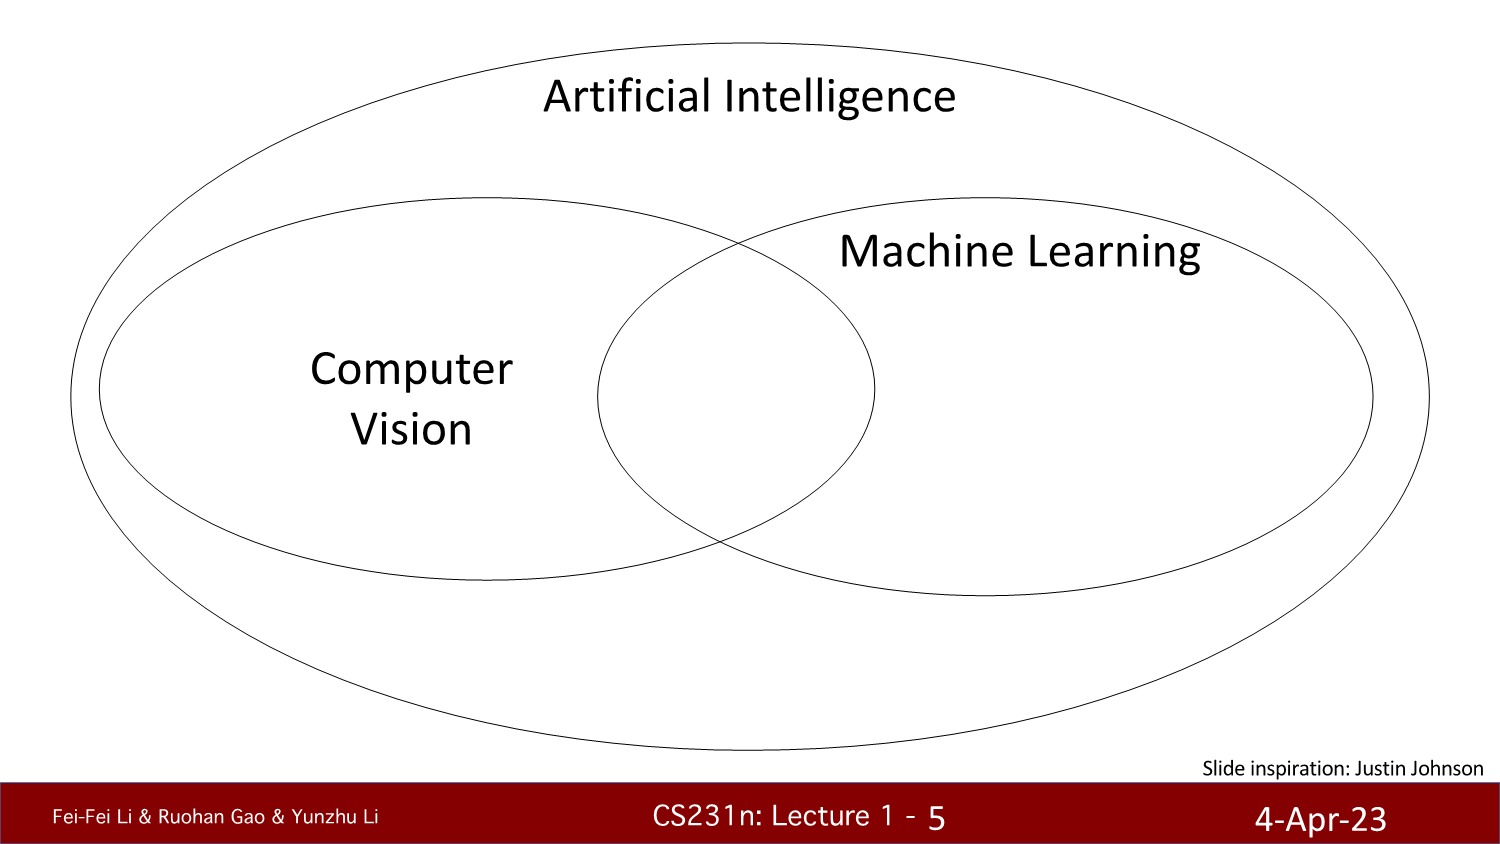 Artificial Intelligence
Machine Learning
Computer
Vision
Slide inspiration: Justin Johnson
Fei-Fei Li & Ruohan Gao & Yunzhu Li
CS231n: Lecture 1 - 5
4-Apr-23